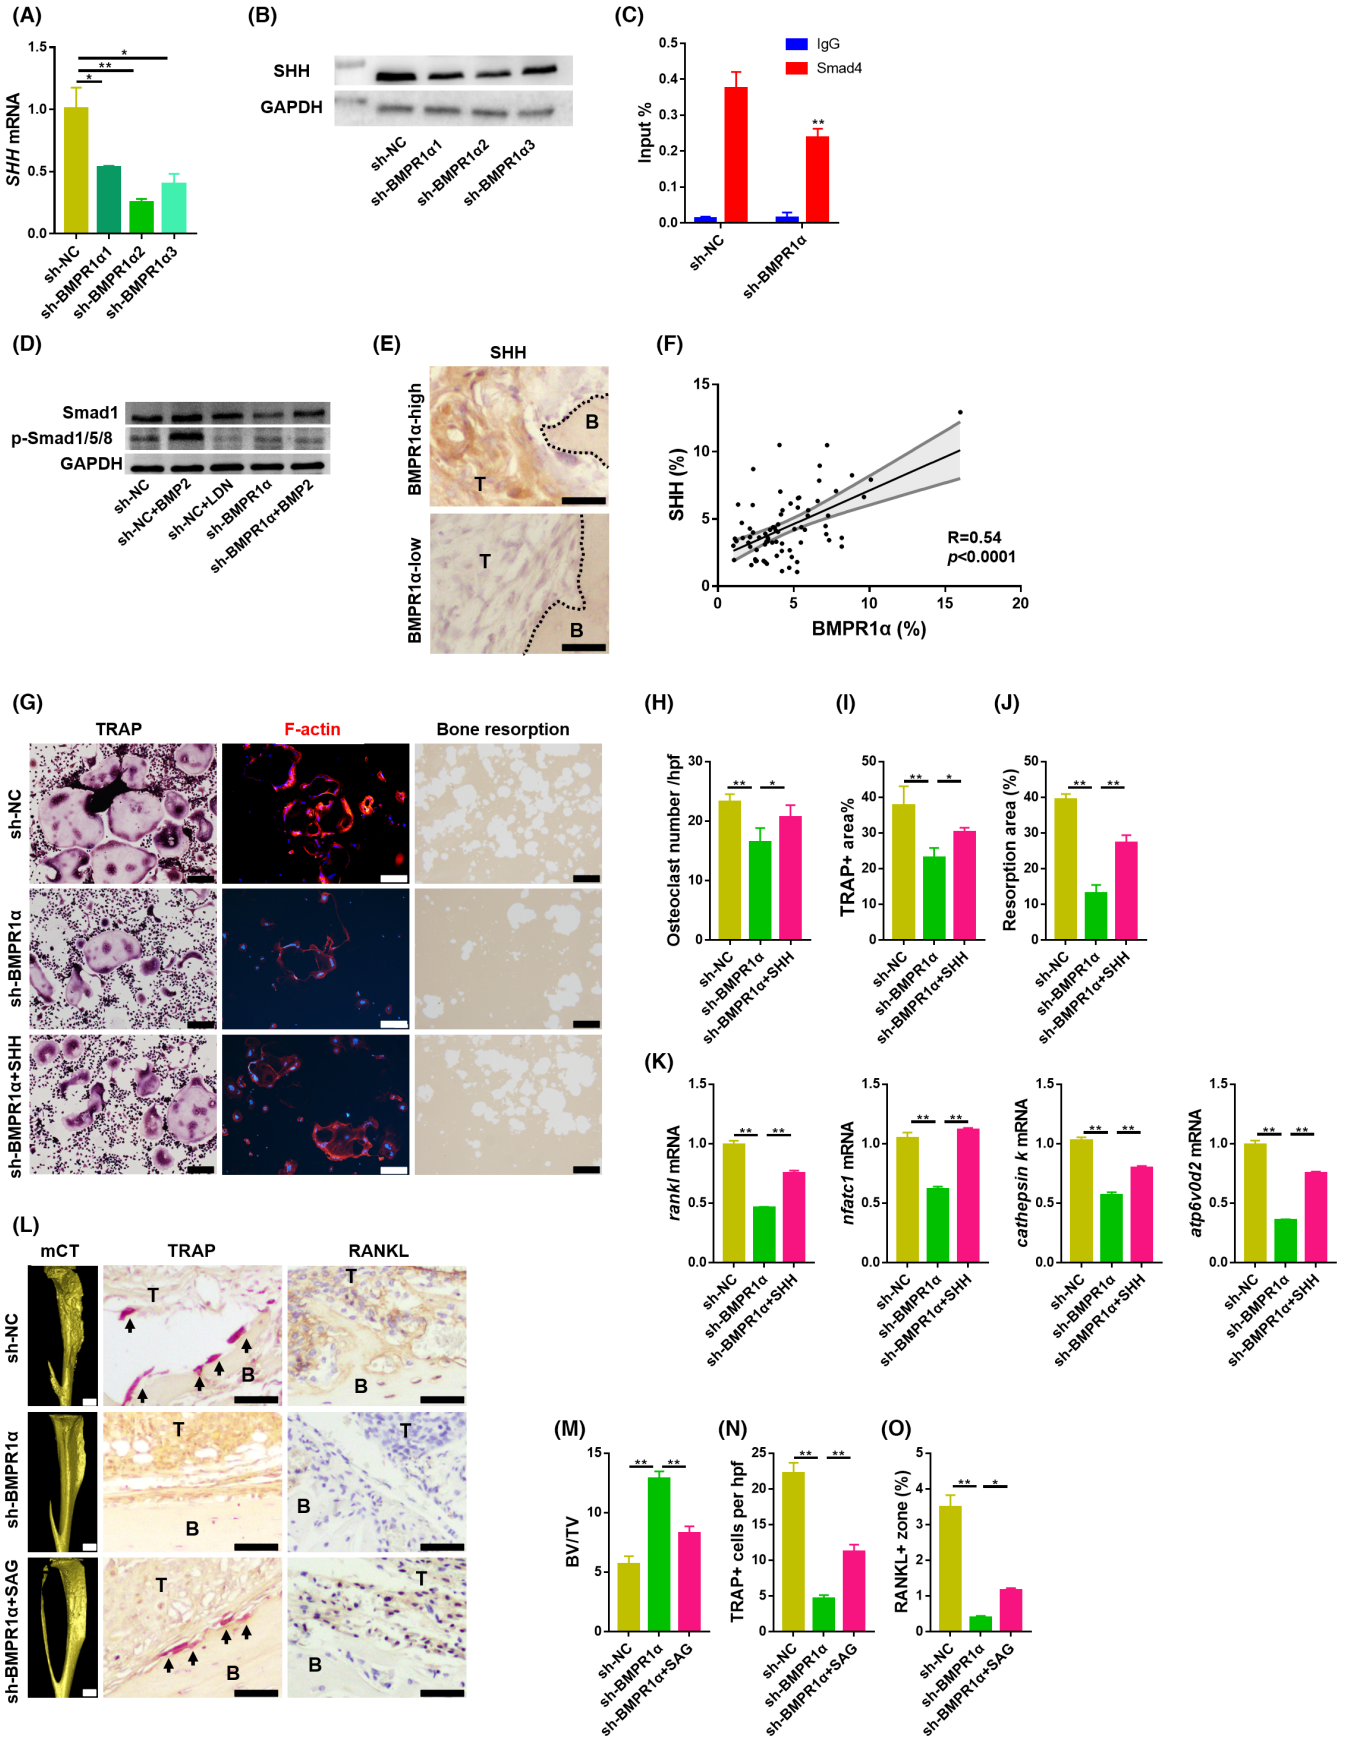 (A)
1.5
1.0
0.5
0.0
SHH mRNA
*
**
*
sh-NC
sh-BMPR1α1
sh-BMPR1α2
sh-BMPR1α3
(B)
SHH
GAPDH
sh-NC
sh-BMPR1α1
sh-BMPR1α2
sh-BMPR1α3
(C)
IgG
Smad4
Input %
0.5
0.4
0.3
0.2
0.1
0.0
**
sh-NC
sh-BMPR1α
(D)
Smad1
p-Smad1/5/8
GAPDH
sh-NC
sh-NC+BMP2
sh-NC+LDN
sh-BMPR1α
sh-BMPR1α+BMP2
(E)
SHH
BMPR1α-high
T
B
BMPR1α-low
T
B
(F)
SHH (%)
15
10
5
0
R=0.54
p<0.0001
0 5 10 15 20
BMPR1α (%)
(G)
TRAP F-actin Bone resorption
sh-NC
sh-BMPR1α
sh-BMPR1α+SHH
(H)
Osteoclast number /hpf
30
20
10
0
** *
sh-NC
sh-BMPR1α
sh-BMPR1α+SHH
(I)
TRAP+ area%
50
40
30
20
10
0
** *
sh-NC
sh-BMPR1α
sh-BMPR1α+SHH
(J)
Resorption area (%)
50
40
30
20
10
0
** **
sh-NC
sh-BMPR1α
sh-BMPR1α+SHH
(K)
rankl mRNA
1.5
1.0
0.5
0.0
** **
sh-NC
sh-BMPR1α
sh-BMPR1α+SHH
nfatc1 mRNA
1.5
1.0
0.5
0.0
** **
sh-NC
sh-BMPR1α
sh-BMPR1α+SHH
cathepsin k mRNA
1.5
1.0
0.5
0.0
** **
sh-NC
sh-BMPR1α
sh-BMPR1α+SHH
atp6v0d2 mRNA
1.5
1.0
0.5
0.0
** **
sh-NC
sh-BMPR1α
sh-BMPR1α+SHH
(L)
mCT TRAP RANKL
sh-NC
T
B
T
B
sh-BMPR1α
T
B
T
B
sh-BMPR1α+SAG
T
B
T
B
(M)
BV/TV
15
10
5
0
** **
sh-NC
sh-BMPR1α
sh-BMPR1α+SAG
(N)
TRAP+ cells per hpf
25
20
15
10
5
0
** **
sh-NC
sh-BMPR1α
sh-BMPR1α+SAG
(O)
RANKL+ zone (%)
5
4
3
2
1
0
** *
sh-NC
sh-BMPR1α
sh-BMPR1α+SAG